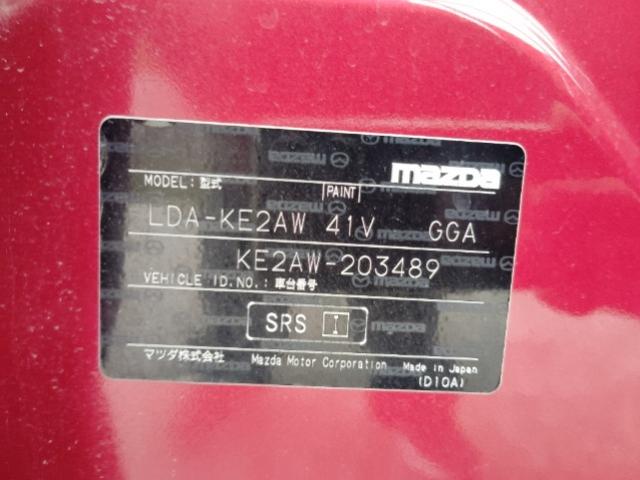 mazda
MODEL：型式 PAINT
LDA-KE2AW 41V GGA
KE2AW-203489
VEHICLE ID.NO.：車台番号
SRS I
マツダ株式会社 Mazda Motor Corporation Made in Japan
(D10A)